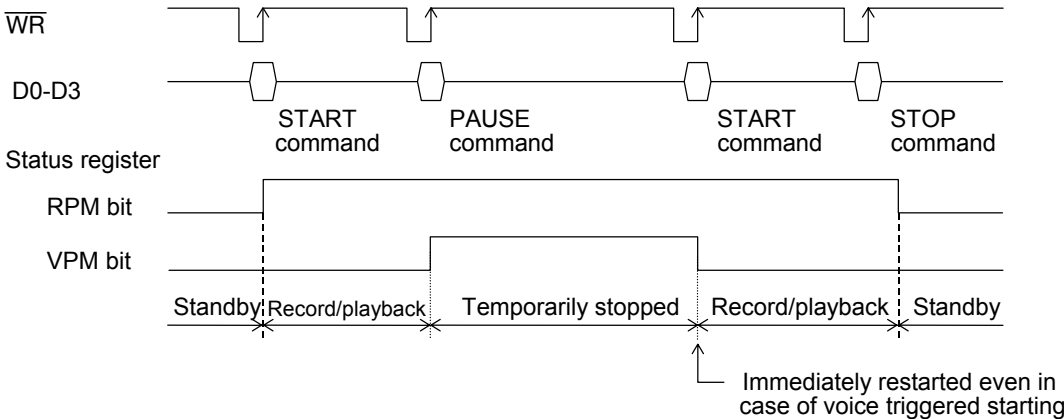 WR
D0-D3
START command
PAUSE command
START command
STOP command
Status register
RPM bit
VPM bit
Standby
Record/playback
Temporarily stopped
Record/playback
Standby
Immediately restarted even in
case of voice triggered starting